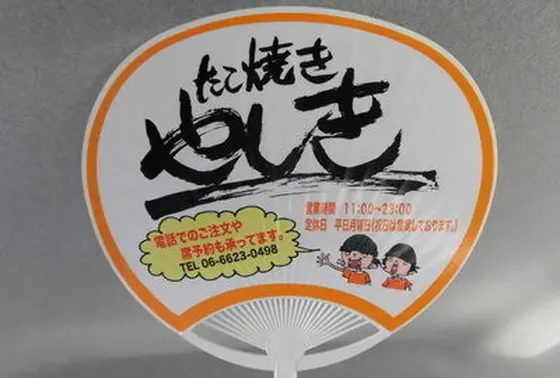 たこ焼き
やしき
営業時間 11:00~23:00
定休日 平日月曜日(祝日は営業しております。)
電話でのご注文や
席予約も承ってます。
TEL 06-6623-0498